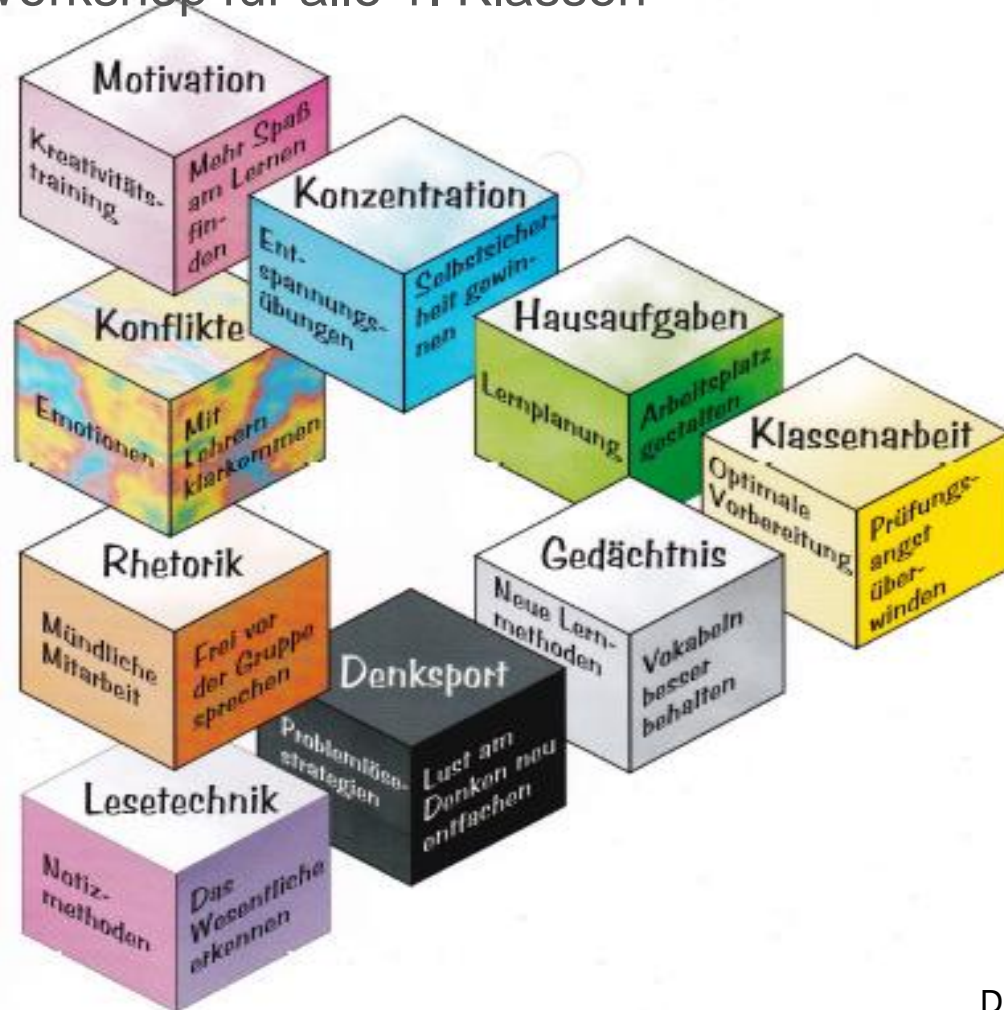 Workshop für alle 1. Klassen
Motivation
Kreativitäts-
training
Mehr Spaß
am Lernen
fin-
den
Konzentration
Ent-
spannungs-
übungen
Selbstsicher-
heit gewin-
nen
Konflikte
Emotionen
Mit
Lehrern
klarkommen
Hausaufgaben
Lernplanung
Arbeitsplatz
gestalten
Klassenarbeit
Optimale
Vorbereitung
Prüfungs-
angst
über-
winden
Rhetorik
Mündliche
Mitarbeit
Frei vor
der Gruppe
sprechen
Gedächtnis
Neue Lern-
methoden
Vokabeln
besser
behalten
Denksport
Problemlöse-
strategien
Lust am
Denken neu
entfachen
Lesetechnik
Notiz-
methoden
Das
Wesentliche
erkennen
D